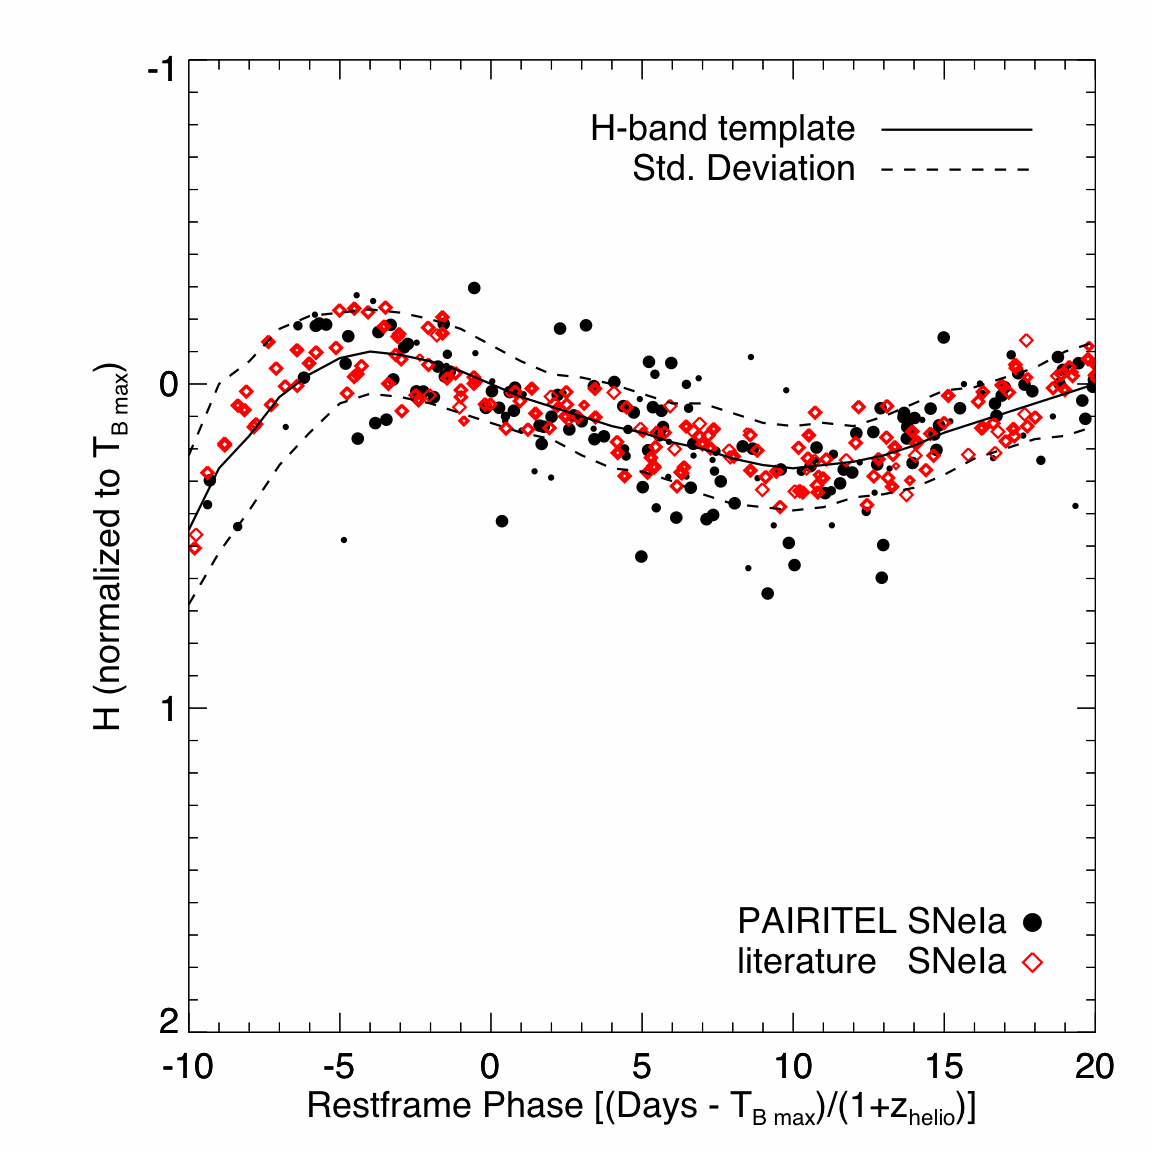 -1
H-band template
Std. Deviation
0
H (normalized to T_B max)
1
PAIRITEL SNeIa
literature SNeIa
2
-10 -5 0 5 10 15 20
Restframe Phase [(Days - T_B max)/(1+z_helio)]